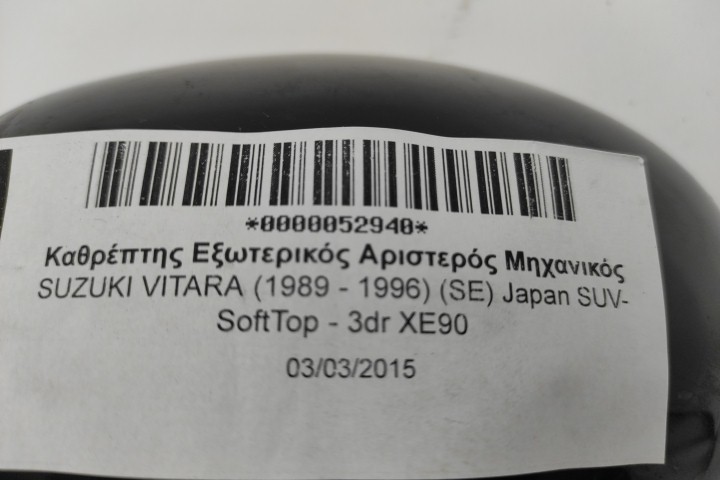 *0000052940*
Καθρέπτης Εξωτερικός Αριστερός Μηχανικός
SUZUKI VITARA (1989 - 1996) (SE) Japan SUV-
SoftTop - 3dr XE90
03/03/2015